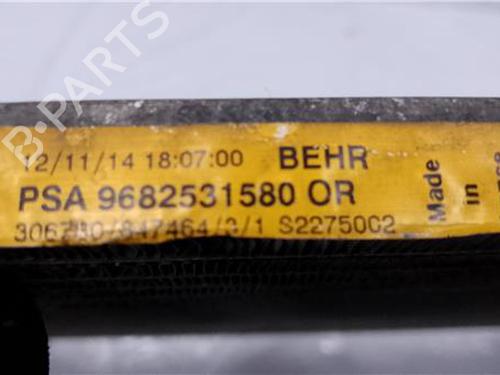 12/11/14 18:07:00 BEHR
PSA 9682531580 OR
S2275002
Made
in
B-PARTS